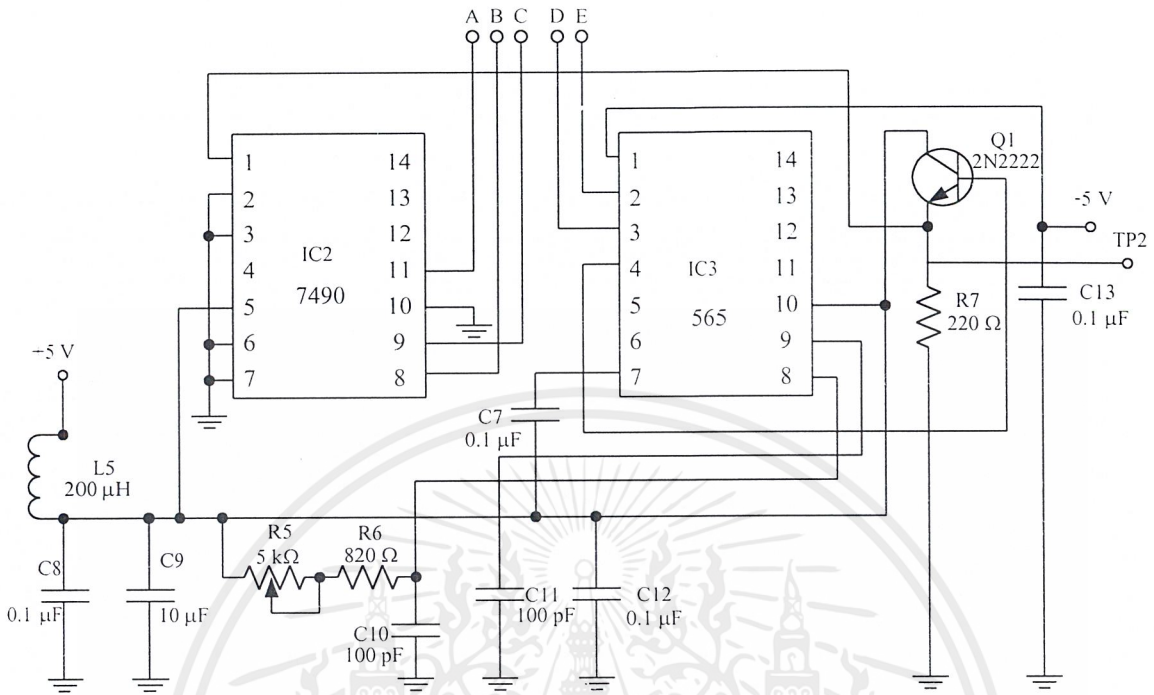 A B C D E
1 14
2 13
3 12
4 11
5 10
6 9
7 8
IC2
7490
1 14
2 13
3 12
4 11
5 10
6 9
7 8
IC3
565
Q1
2N2222
-5 V
TP2
R7
220 Ω
C13
0.1 µF
+5 V
L5
200 µH
C7
0.1 µF
C8
0.1 µF
C9
10 µF
R5
5 kΩ
R6
820 Ω
C10
100 pF
C11
100 pF
C12
0.1 µF